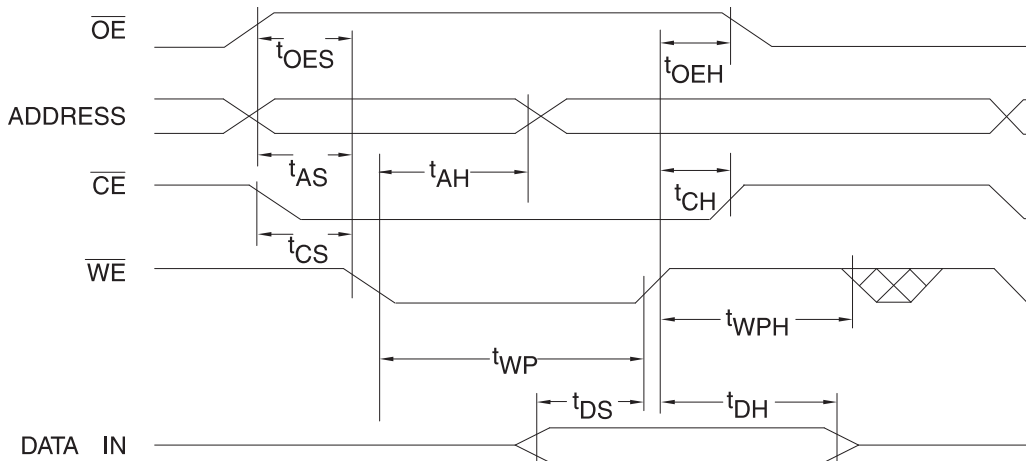 OE
tOES
tOEH
ADDRESS
tAS
tAH
CE
tCH
tCS
WE
tWPH
tWP
tDS
tDH
DATA IN